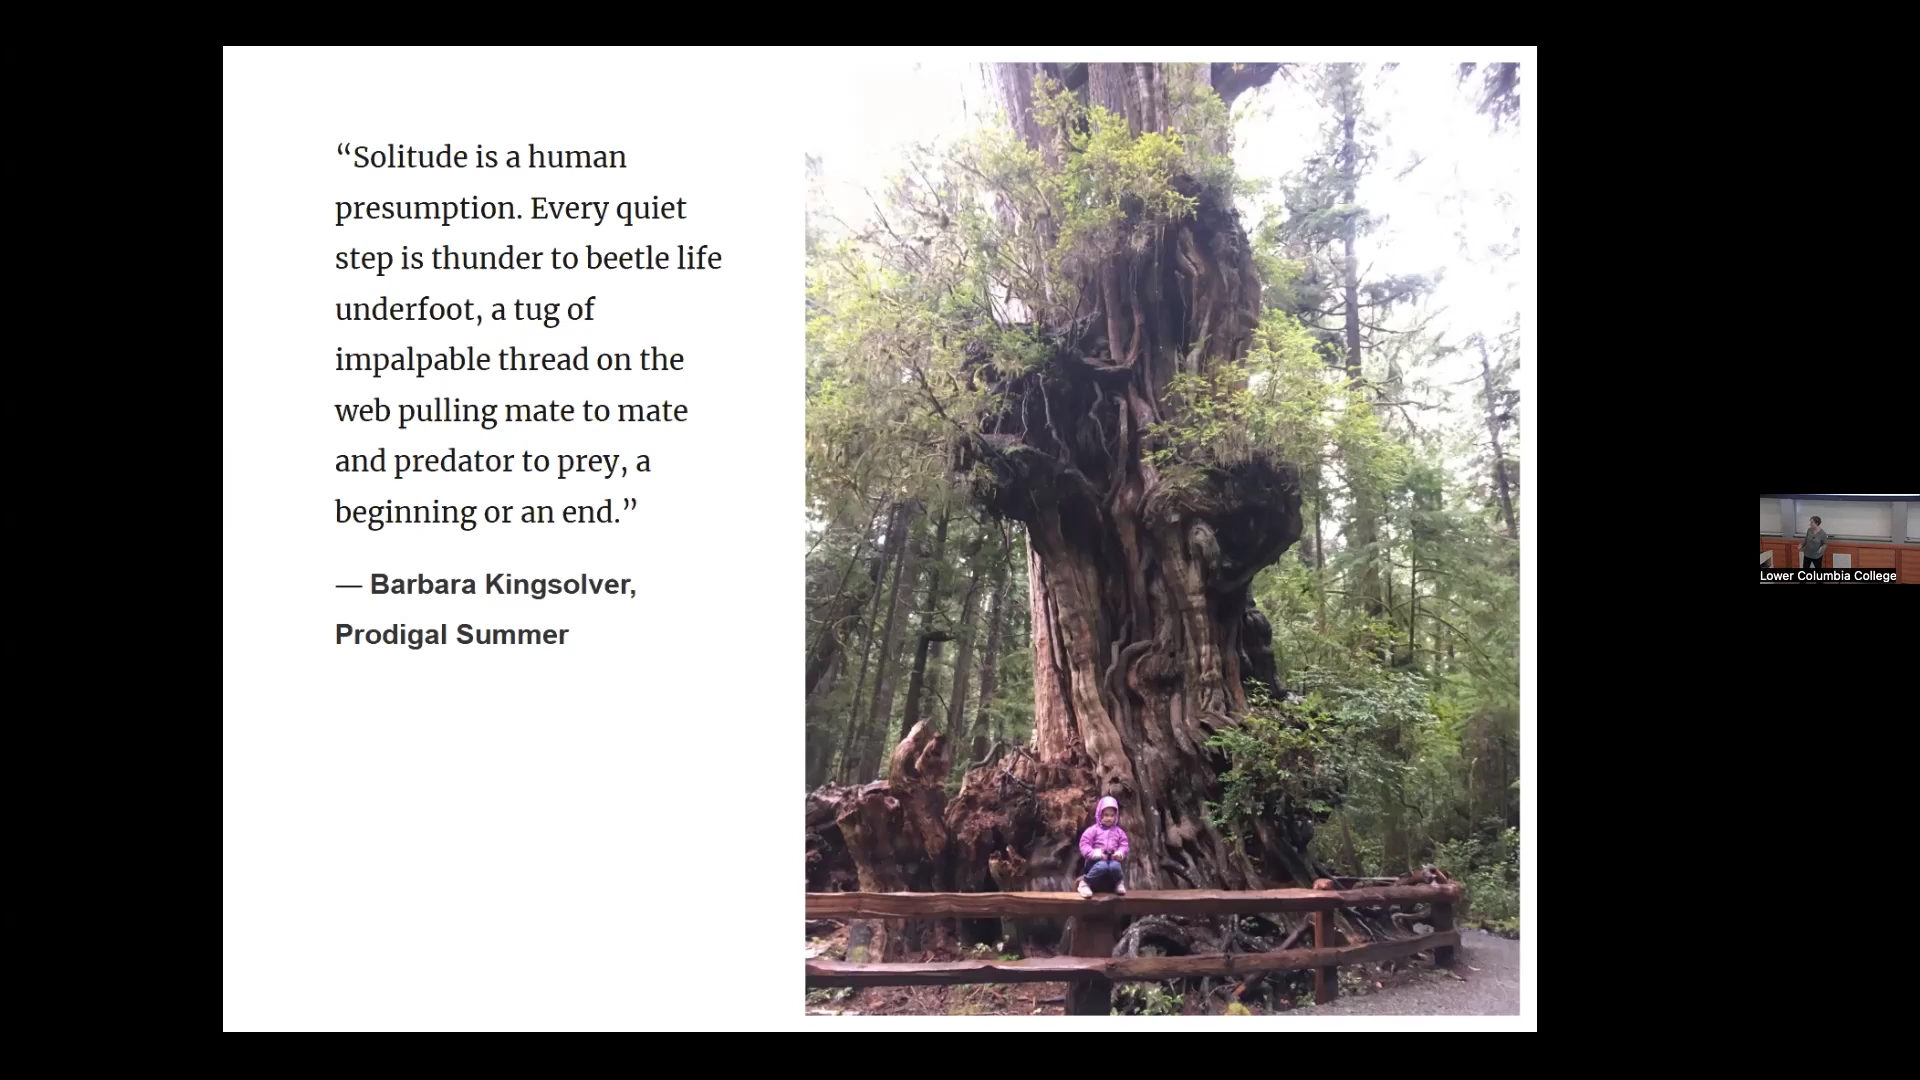 “Solitude is a human
presumption. Every quiet
step is thunder to beetle life
underfoot, a tug of
impalpable thread on the
web pulling mate to mate
and predator to prey, a
beginning or an end.”
— Barbara Kingsolver,
Prodigal Summer
Lower Columbia College